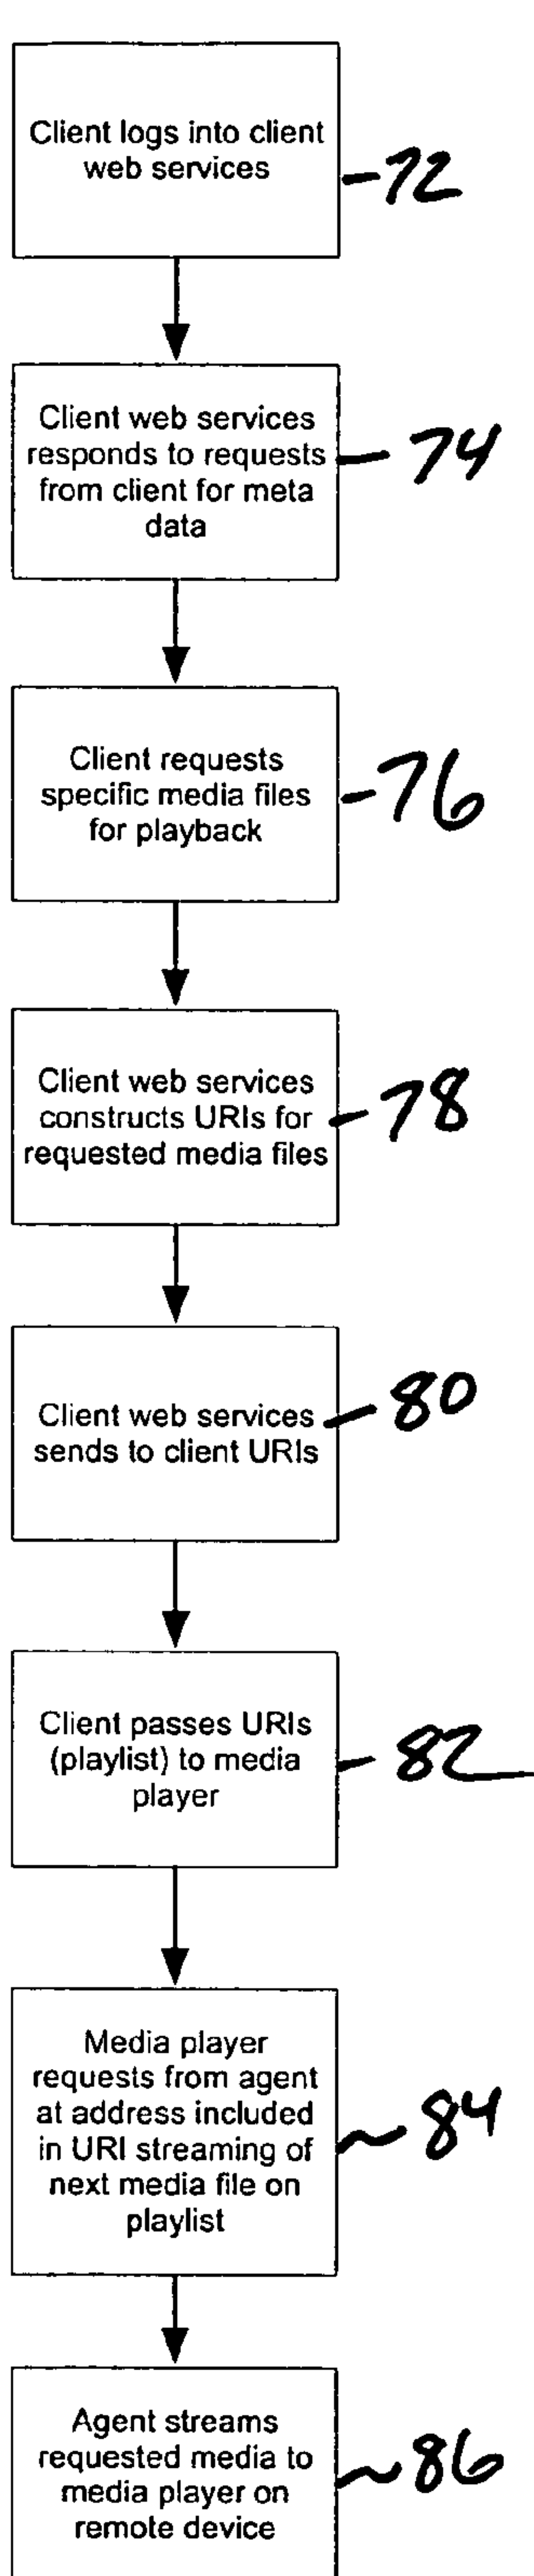 Client logs into client
web services
72
Client web services
responds to requests
from client for meta
data
74
Client requests
specific media files
for playback
76
Client web services
constructs URIs for
requested media files
78
Client web services
sends to client URIs
80
Client passes URIs
(playlist) to media
player
82
Media player
requests from agent
at address included
in URI streaming of
next media file on
playlist
84
Agent streams
requested media to
media player on
remote device
86